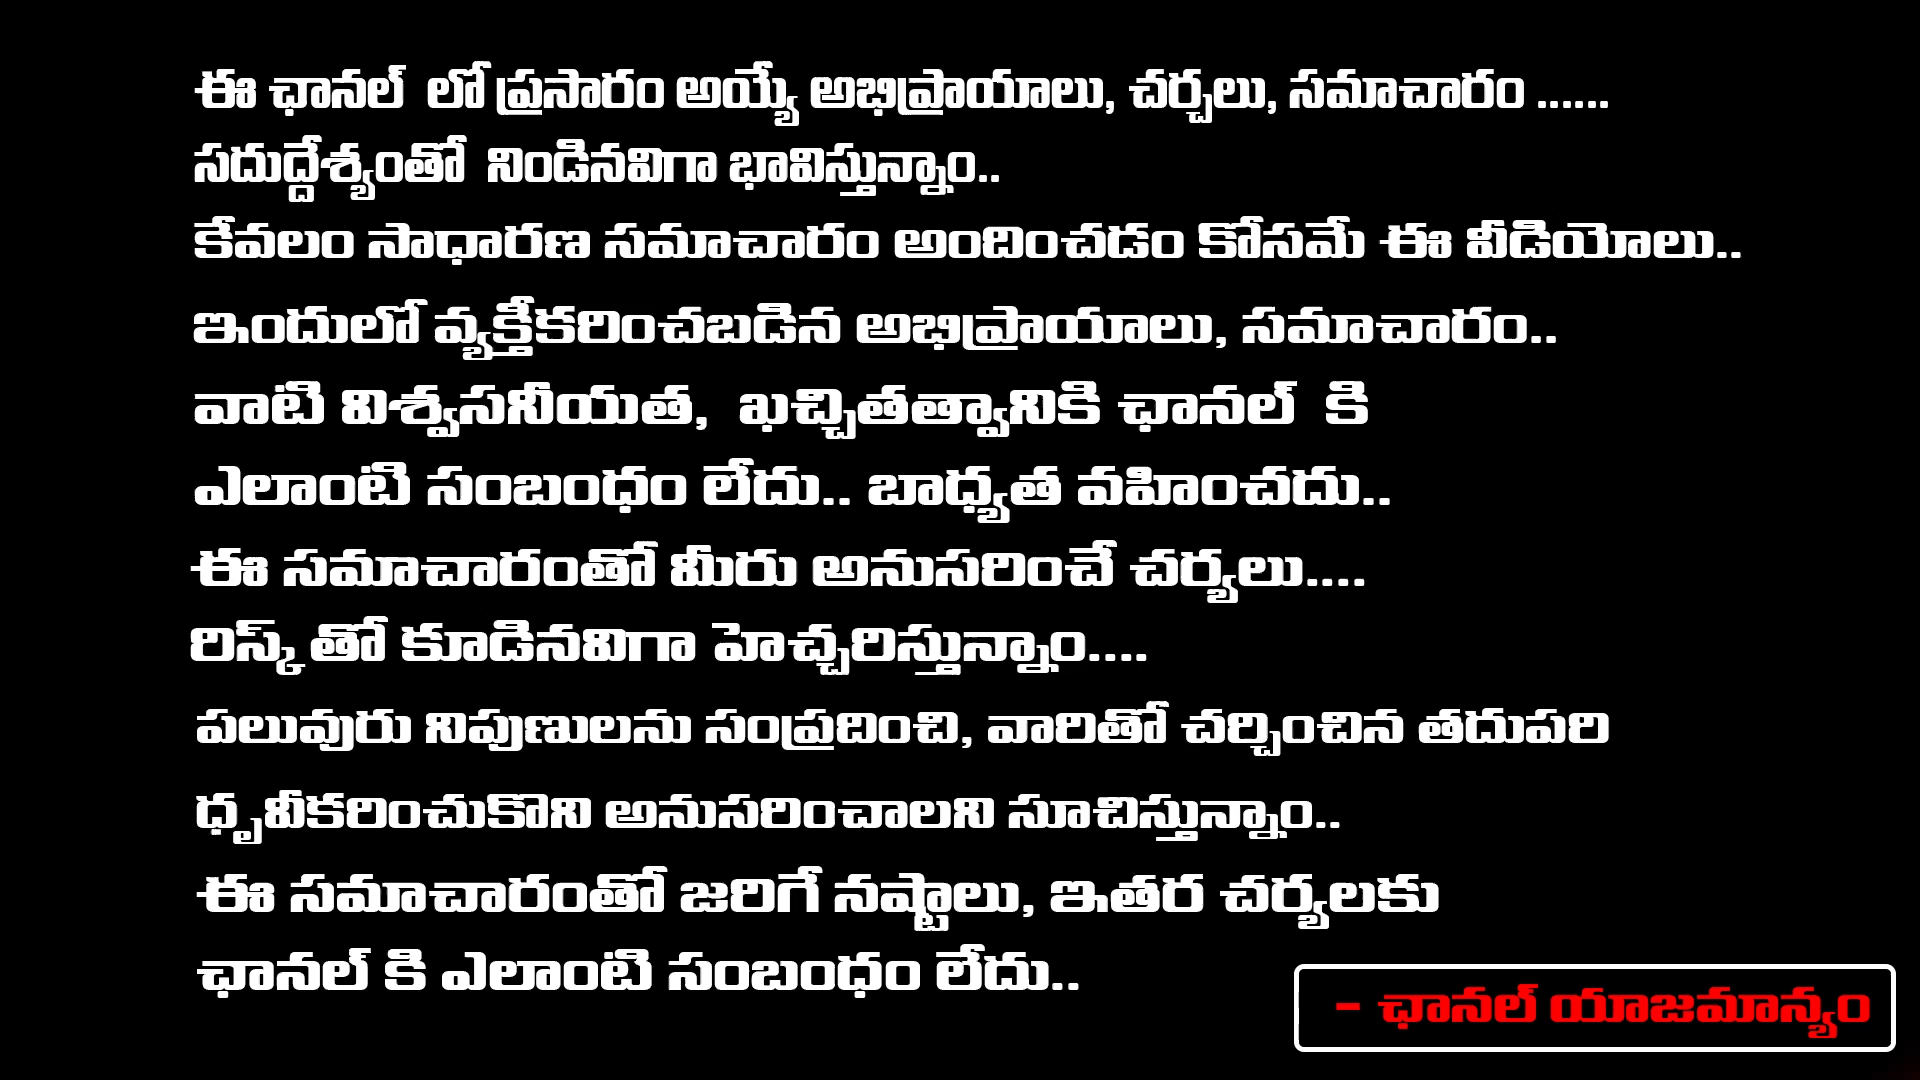 ఈ ఛానల్ లో ప్రసారం అయ్యే అభిప్రాయాలు, చర్చలు, సమాచారం ......
సదుద్దేశ్యంతో నిండినవిగా భావిస్తున్నాం..
కేవలం సాధారణ సమాచారం అందించడం కోసమే ఈ వీడియోలు..
ఇందులో వ్యక్తీకరించబడిన అభిప్రాయాలు, సమాచారం..
వాటి విశ్వసనీయత, ఖచ్చితత్వానికి ఛానల్ కి
ఎలాంటి సంబంధం లేదు.. బాధ్యత వహించదు..
ఈ సమాచారంతో మీరు అనుసరించే చర్యలు....
రిస్క్ తో కూడినవిగా హెచ్చరిస్తున్నాం....
పలువురు నిపుణులను సంప్రదించి, వారితో చర్చించిన తదుపరి
ధృవీకరించుకొని అనుసరించాలని సూచిస్తున్నాం..
ఈ సమాచారంతో జరిగే నష్టాలు, ఇతర చర్యలకు
ఛానల్ కి ఎలాంటి సంబంధం లేదు..
- ఛానల్ యాజమాన్యం